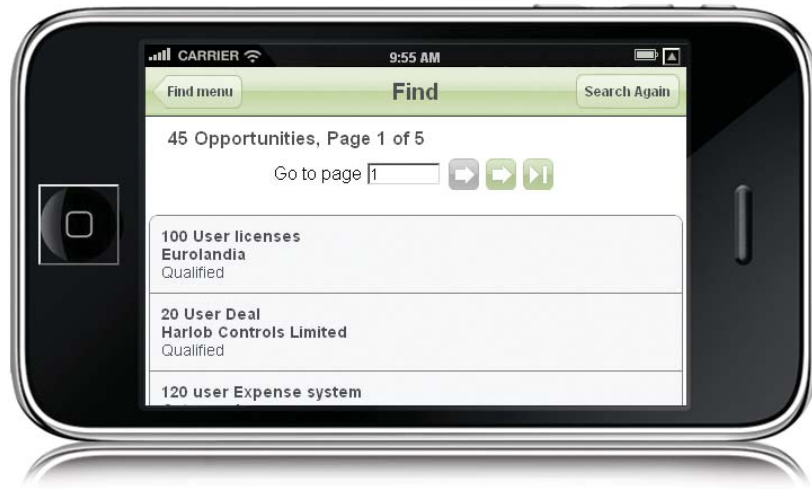 CARRIER 9:55 AM
Find menu Find Search Again
45 Opportunities, Page 1 of 5
Go to page 1
100 User licenses
Eurolandia
Qualified
20 User Deal
Harlob Controls Limited
Qualified
120 user Expense system